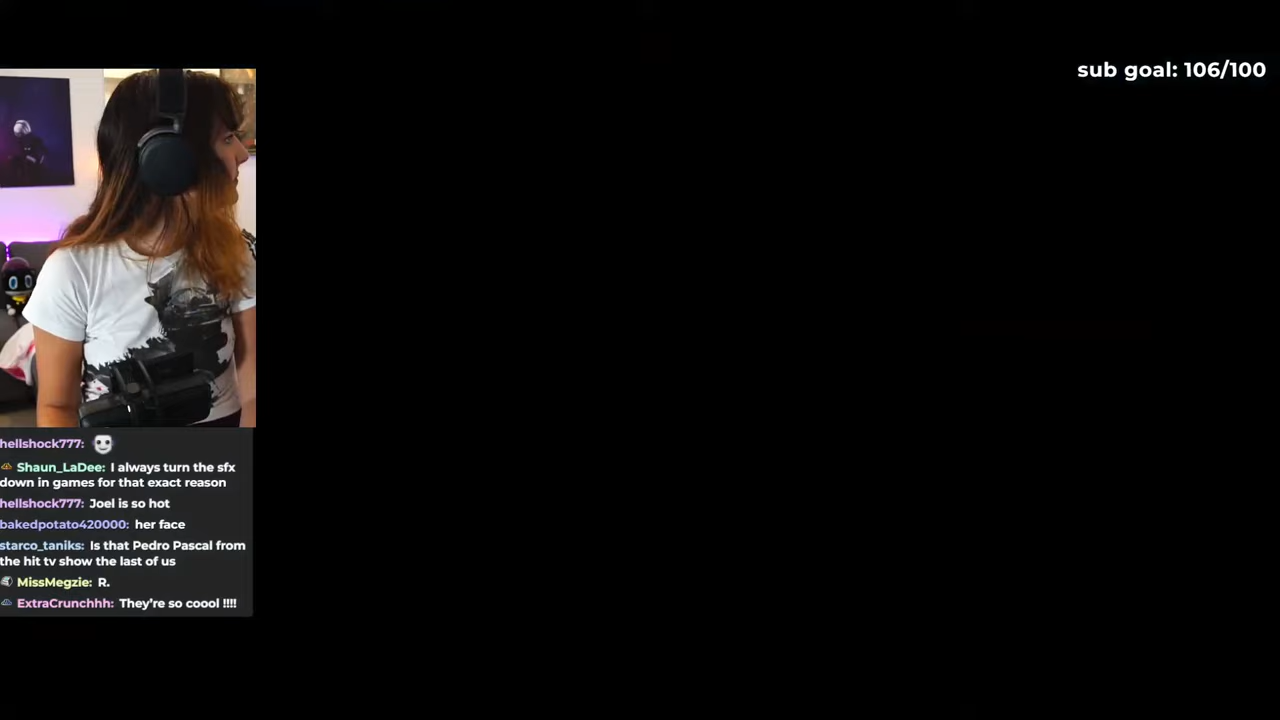 sub goal: 106/100
hellshock777:
Shaun_LaDee: I always turn the sfx
down in games for that exact reason
hellshock777: Joel is so hot
bakedpotato420000: her face
starco_taniks: Is that Pedro Pascal from
the hit tv show the last of us
MissMegzie: R.
ExtraCrunchhh: They're so coool !!!!